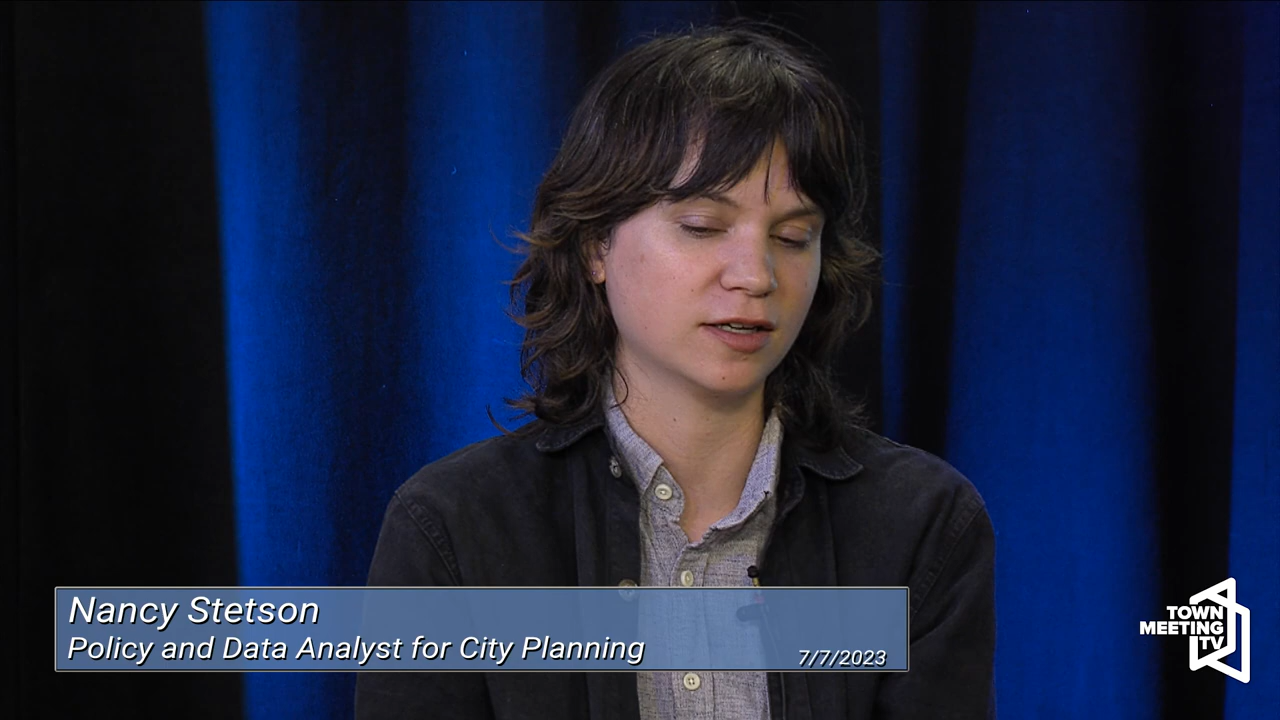 Nancy Stetson
Policy and Data Analyst for City Planning
7/7/2023
TOWN
MEETING
TV